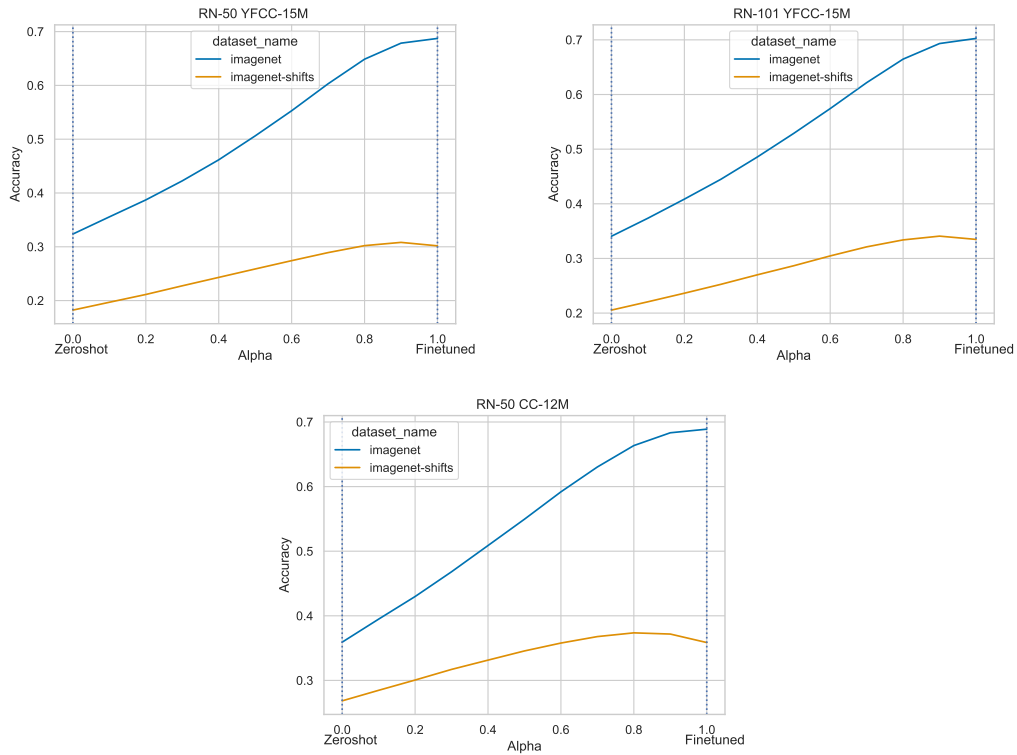 RN-50 YFCC-15M
0.7
0.6
0.5
0.4
0.3
0.2
Accuracy
dataset_name
imagenet
imagenet-shifts
0.0 0.2 0.4 0.6 0.8 1.0
Zeroshot Finetuned
Alpha
RN-101 YFCC-15M
0.7
0.6
0.5
0.4
0.3
0.2
Accuracy
dataset_name
imagenet
imagenet-shifts
0.0 0.2 0.4 0.6 0.8 1.0
Zeroshot Finetuned
Alpha
RN-50 CC-12M
0.7
0.6
0.5
0.4
0.3
Accuracy
dataset_name
imagenet
imagenet-shifts
0.0 0.2 0.4 0.6 0.8 1.0
Zeroshot Finetuned
Alpha